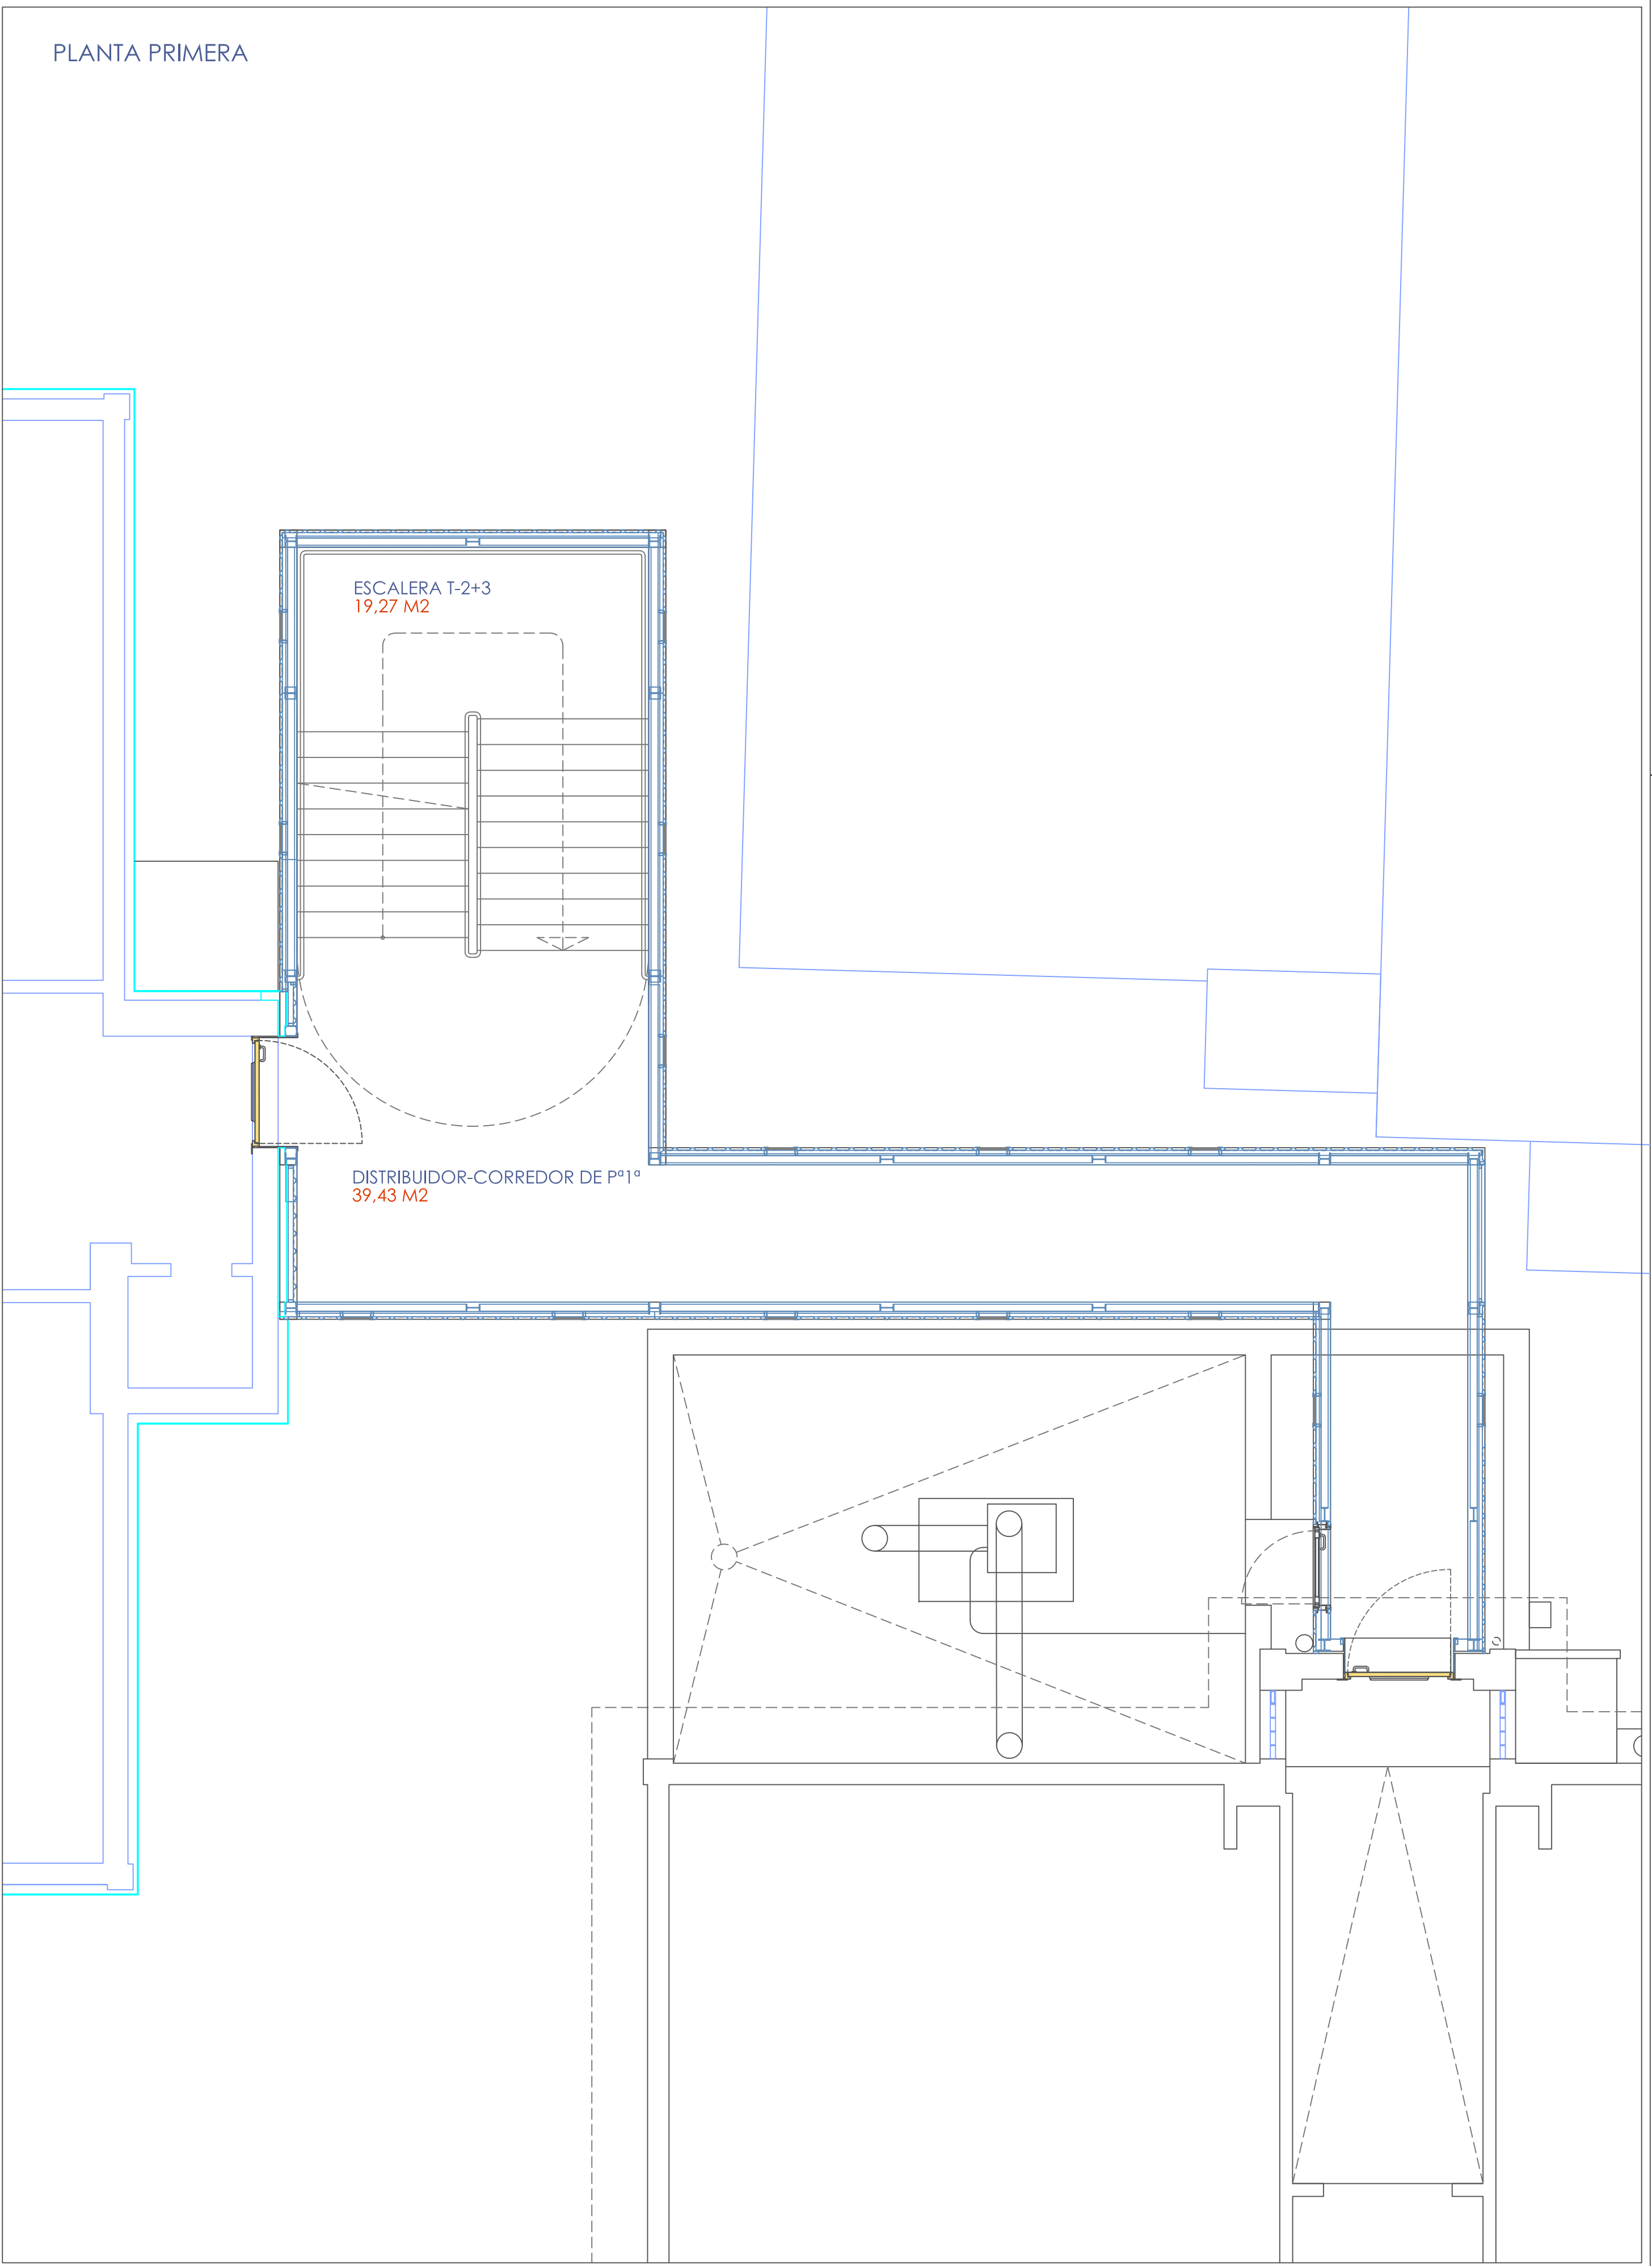 PLANTA PRIMERA
ESCALERA T-2+3
19,27 M2
DISTRIBUIDOR-CORREDOR DE Pª1ª
39,43 M2